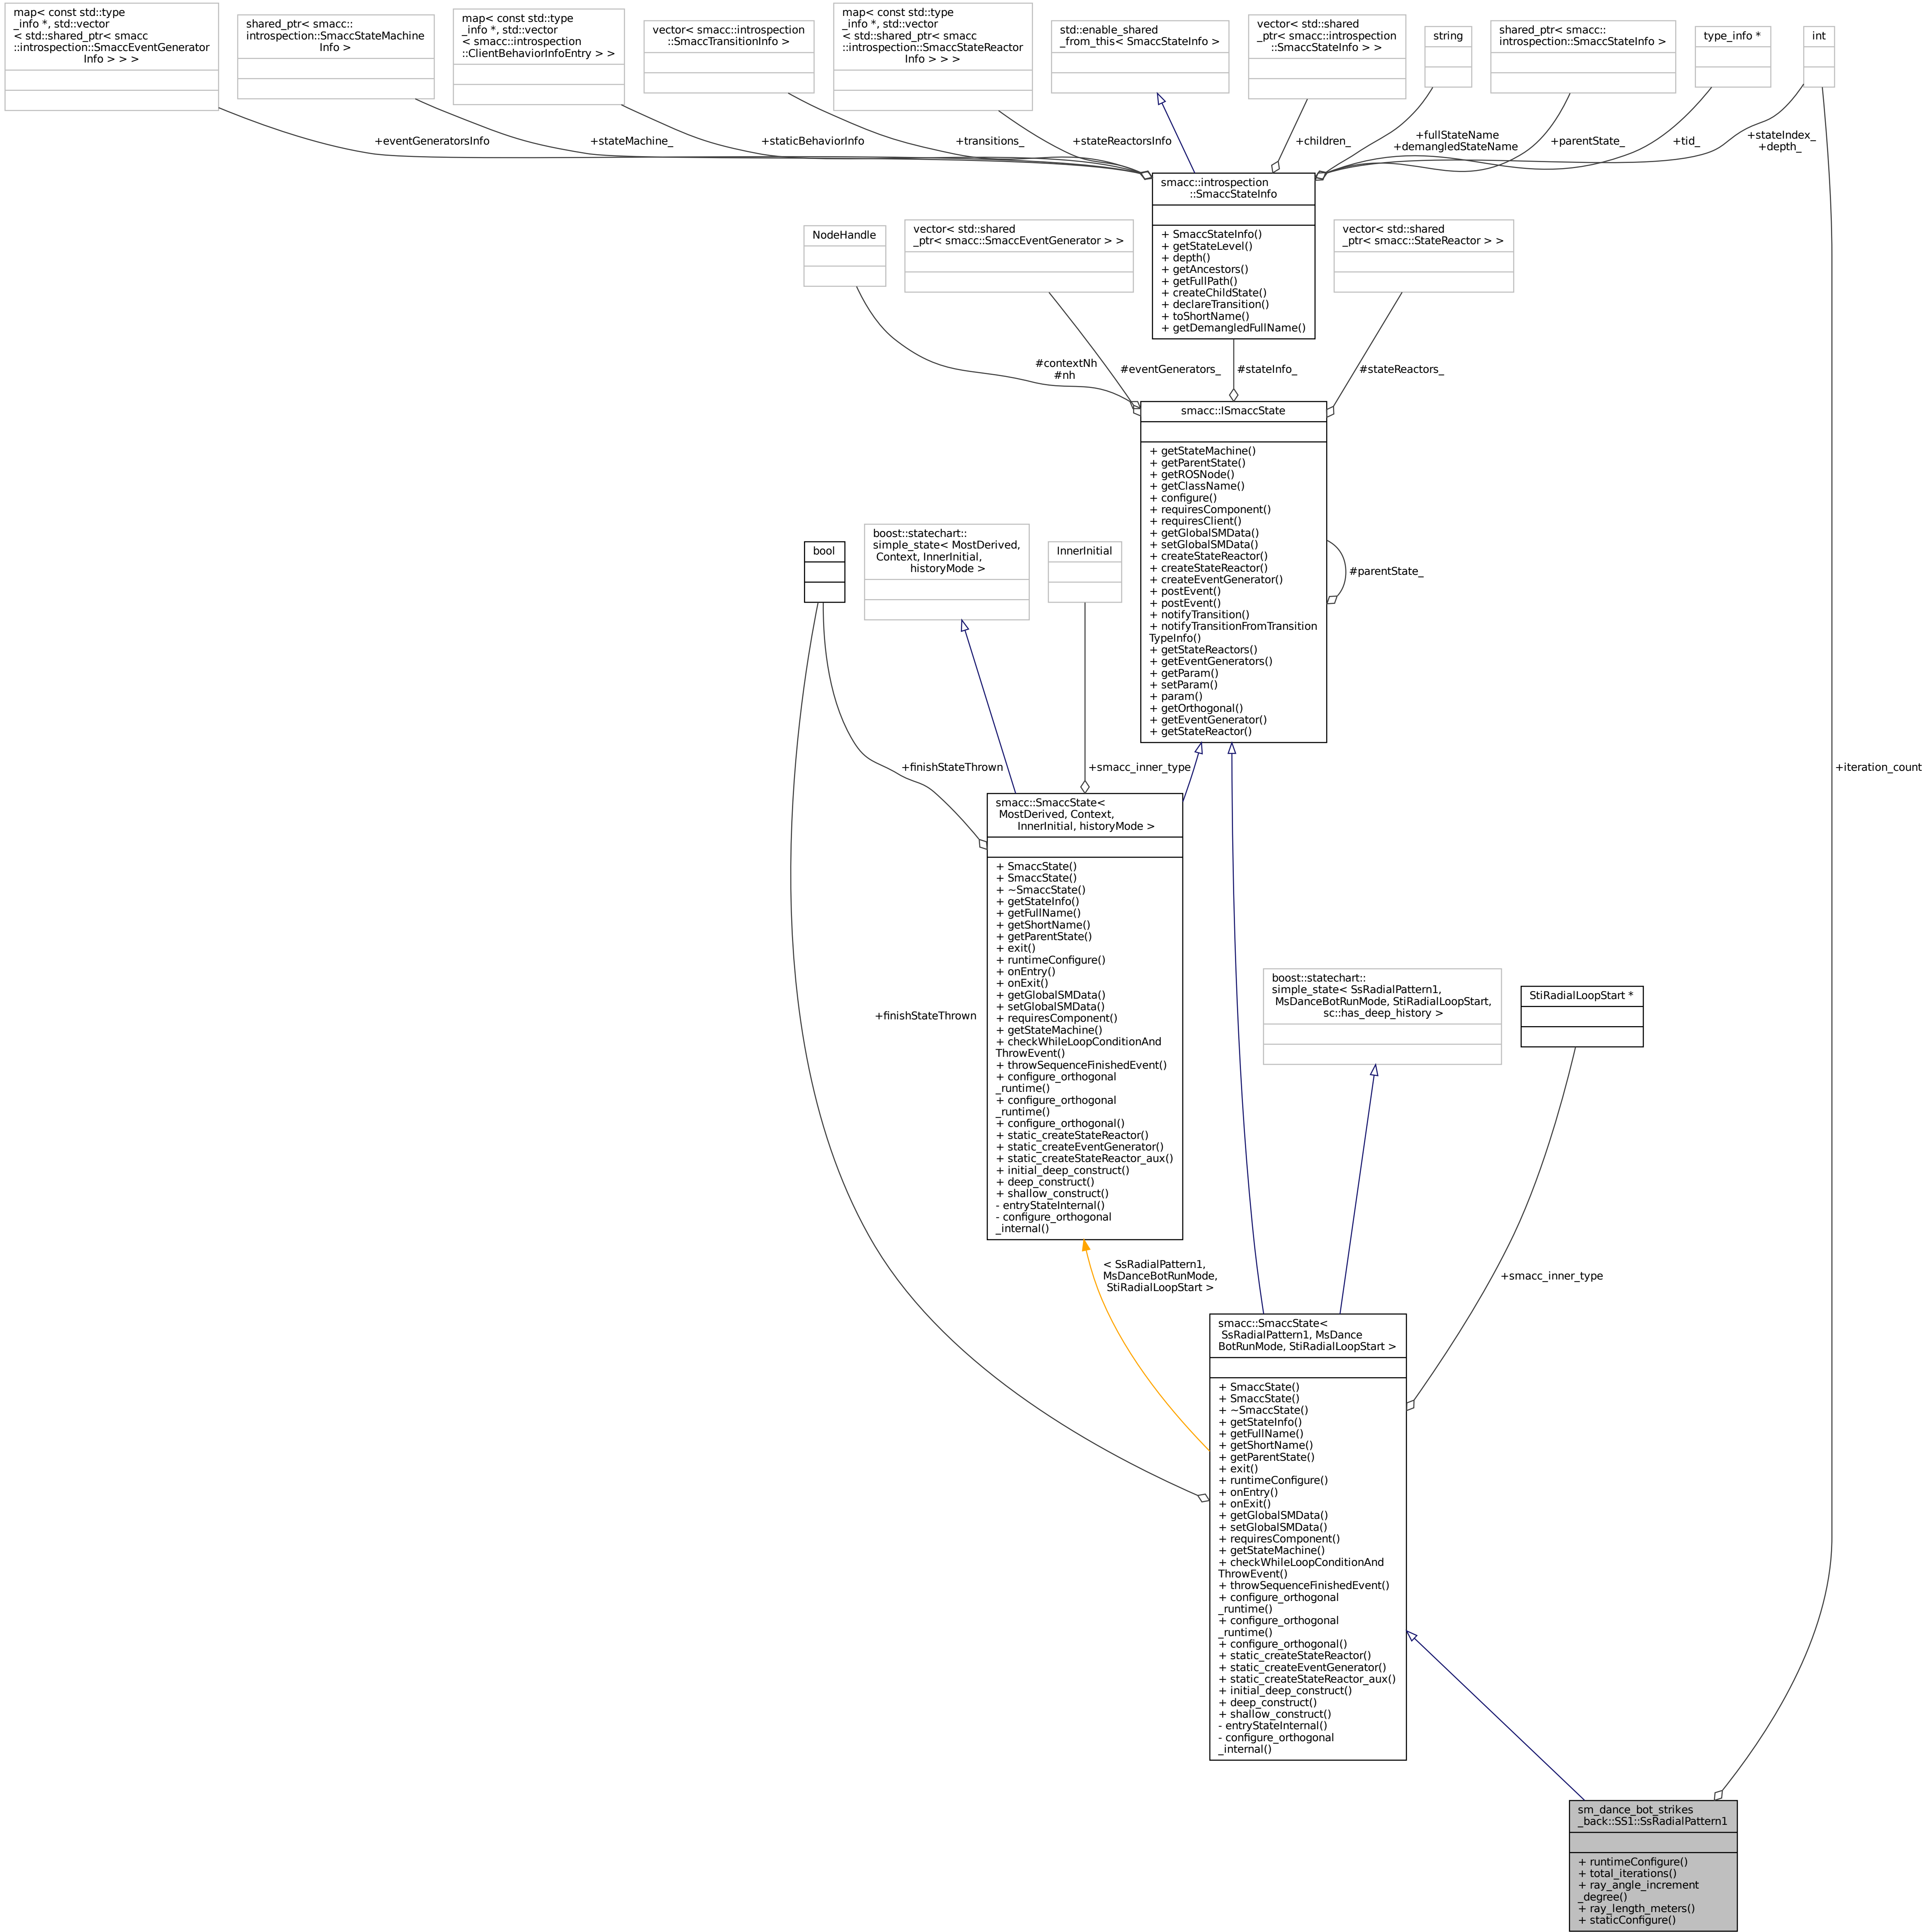 map< const std::type
_info *, std::vector
< std::shared_ptr< smacc
::introspection::SmaccEventGenerator
Info > > >
shared_ptr< smacc::
introspection::SmaccStateMachine
Info >
map< const std::type
_info *, std::vector
< smacc::introspection
::ClientBehaviorInfoEntry > >
vector< smacc::introspection
::SmaccTransitionInfo >
map< const std::type
_info *, std::vector
< std::shared_ptr< smacc
::introspection::SmaccStateReactor
Info > > >
std::enable_shared
_from_this< SmaccStateInfo >
vector< std::shared
_ptr< smacc::introspection
::SmaccStateInfo > >
string
shared_ptr< smacc::
introspection::SmaccStateInfo >
type_info *
int
+eventGeneratorsInfo
+stateMachine_
+staticBehaviorInfo
+transitions_
+stateReactorsInfo
+children_
+fullStateName
+demangledStateName
+parentState_
+tid_
+stateIndex_
+depth_
smacc::introspection
::SmaccStateInfo
+ SmaccStateInfo()
+ getStateLevel()
+ depth()
+ getAncestors()
+ getFullPath()
+ createChildState()
+ declareTransition()
+ toShortName()
+ getDemangledFullName()
NodeHandle
vector< std::shared
_ptr< smacc::SmaccEventGenerator > >
vector< std::shared
_ptr< smacc::StateReactor > >
#contextNh
#nh
#eventGenerators_
#stateInfo_
#stateReactors_
smacc::ISmaccState
+ getStateMachine()
+ getParentState()
+ getROSNode()
+ getClassName()
+ configure()
+ requiresComponent()
+ requiresClient()
+ getGlobalSMData()
+ setGlobalSMData()
+ createStateReactor()
+ createStateReactor()
+ createEventGenerator()
+ postEvent()
+ postEvent()
+ notifyTransition()
+ notifyTransitionFromTransition
TypeInfo()
+ getStateReactors()
+ getEventGenerators()
+ getParam()
+ setParam()
+ param()
+ getOrthogonal()
+ getEventGenerator()
+ getStateReactor()
#parentState_
bool
boost::statechart::
simple_state< MostDerived,
Context, InnerInitial,
historyMode >
InnerInitial
+finishStateThrown
+smacc_inner_type
+iteration_count
smacc::SmaccState<
MostDerived, Context,
InnerInitial, historyMode >
+ SmaccState()
+ SmaccState()
+ ~SmaccState()
+ getStateInfo()
+ getFullName()
+ getShortName()
+ getParentState()
+ exit()
+ runtimeConfigure()
+ onEntry()
+ onExit()
+ getGlobalSMData()
+ setGlobalSMData()
+ requiresComponent()
+ getStateMachine()
+ checkWhileLoopConditionAnd
ThrowEvent()
+ throwSequenceFinishedEvent()
+ configure_orthogonal
_runtime()
+ configure_orthogonal
_runtime()
+ configure_orthogonal()
+ static_createStateReactor()
+ static_createEventGenerator()
+ static_createStateReactor_aux()
+ initial_deep_construct()
+ deep_construct()
+ shallow_construct()
- entryStateInternal()
- configure_orthogonal
_internal()
+finishStateThrown
boost::statechart::
simple_state< SsRadialPattern1,
MsDanceBotRunMode, StiRadialLoopStart,
sc::has_deep_history >
StiRadialLoopStart *
< SsRadialPattern1,
MsDanceBotRunMode,
StiRadialLoopStart >
+smacc_inner_type
smacc::SmaccState<
SsRadialPattern1, MsDance
BotRunMode, StiRadialLoopStart >
+ SmaccState()
+ SmaccState()
+ ~SmaccState()
+ getStateInfo()
+ getFullName()
+ getShortName()
+ getParentState()
+ exit()
+ runtimeConfigure()
+ onEntry()
+ onExit()
+ getGlobalSMData()
+ setGlobalSMData()
+ requiresComponent()
+ getStateMachine()
+ checkWhileLoopConditionAnd
ThrowEvent()
+ throwSequenceFinishedEvent()
+ configure_orthogonal
_runtime()
+ configure_orthogonal
_runtime()
+ configure_orthogonal()
+ static_createStateReactor()
+ static_createEventGenerator()
+ static_createStateReactor_aux()
+ initial_deep_construct()
+ deep_construct()
+ shallow_construct()
- entryStateInternal()
- configure_orthogonal
_internal()
sm_dance_bot_strikes
_back::SS1::SsRadialPattern1
+ runtimeConfigure()
+ total_iterations()
+ ray_angle_increment
_degree()
+ ray_length_meters()
+ staticConfigure()